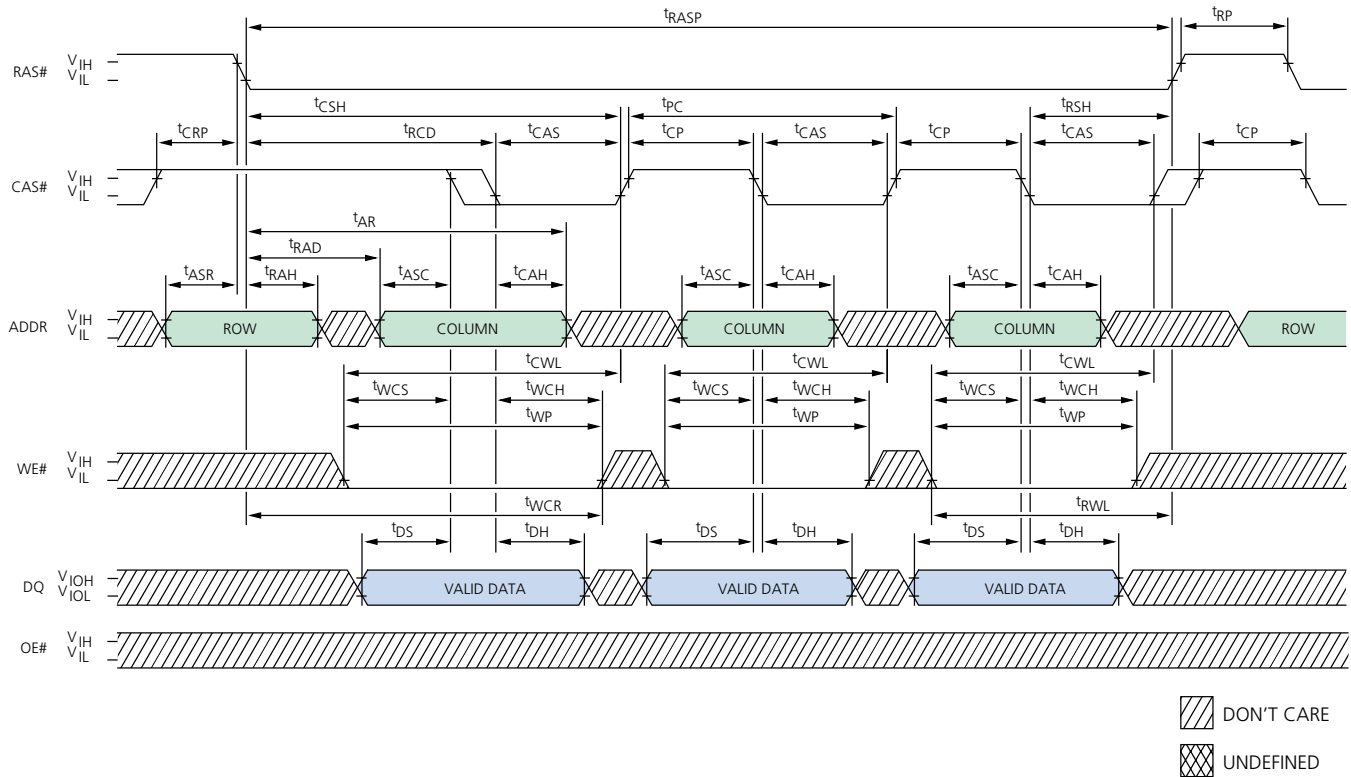 tRASP tRP
RAS# VIH
VIL
tCSH tPC tRSH
tCRP tRCD tCAS tCP tCAS tCP tCAS tCP
CAS# VIH
VIL
tAR
tRAD
tASR tRAH tASC tCAH tASC tCAH tASC tCAH
ADDR VIH
VIL ROW COLUMN COLUMN COLUMN ROW
tCWL tCWL tCWL
tWCS tWCH tWCS tWCH tWCS tWCH
tWP tWP tWP
WE# VIH
VIL
tWCR tRWL
tDS tDH tDS tDH tDS tDH
DQ VIOH
VIOL VALID DATA VALID DATA VALID DATA
OE# VIH
VIL
DON'T CARE
UNDEFINED